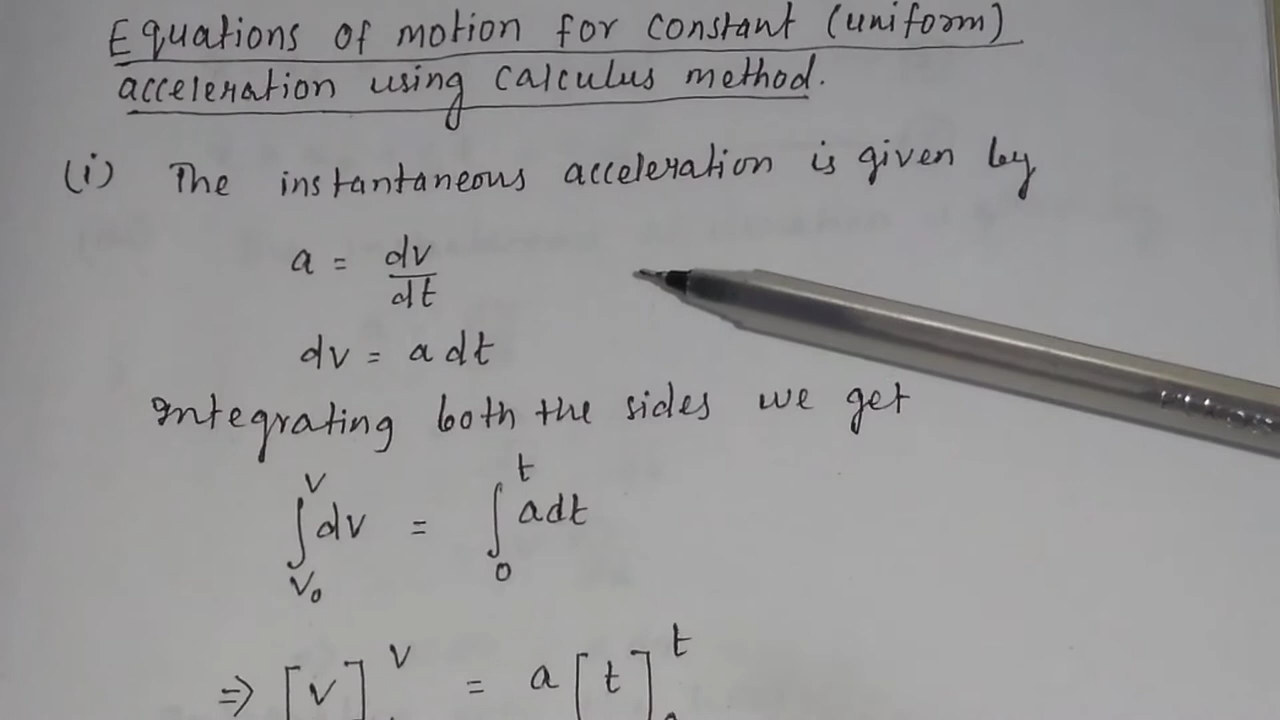 Equations of motion for constant (uniform)
acceleration using calculus method.
(i) The instantaneous acceleration is given by
a = dv/dt
dv = a dt
Integrating both the sides we get
∫_{v₀}^{v} dv = ∫_{0}^{t} a dt
⇒ [v]^{v} = a [t]^{t}